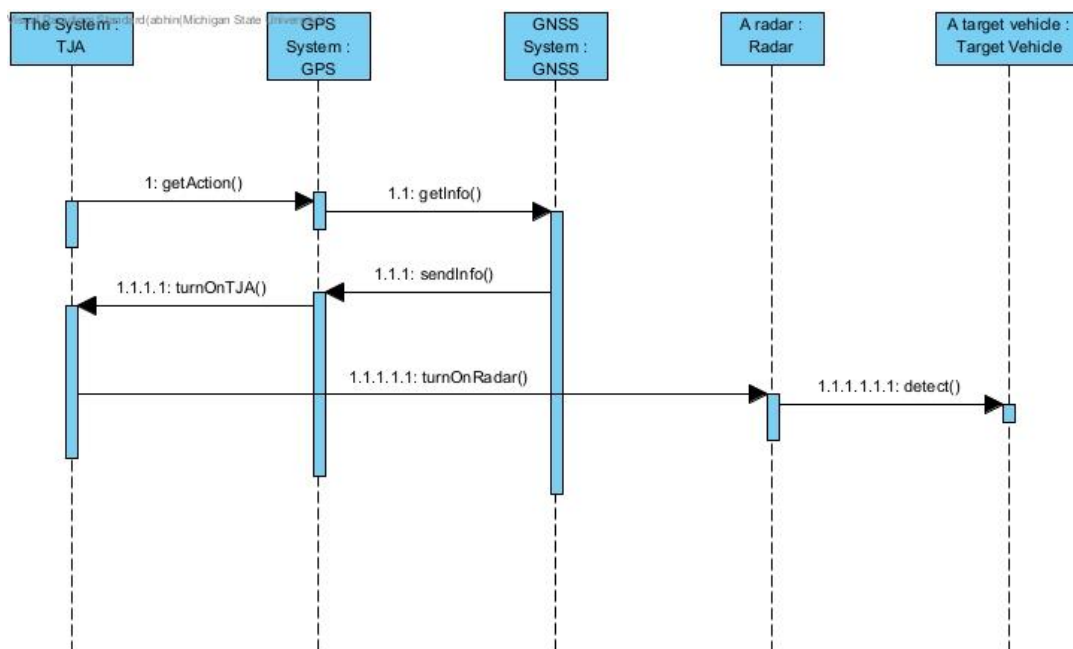 The System :
TJA
GPS
System :
GPS
GNSS
System :
GNSS
A radar :
Radar
A target vehicle :
Target Vehicle
1: getAction()
1.1: getInfo()
1.1.1: sendInfo()
1.1.1.1: turnOnTJA()
1.1.1.1.1: turnOnRadar()
1.1.1.1.1.1: detect()